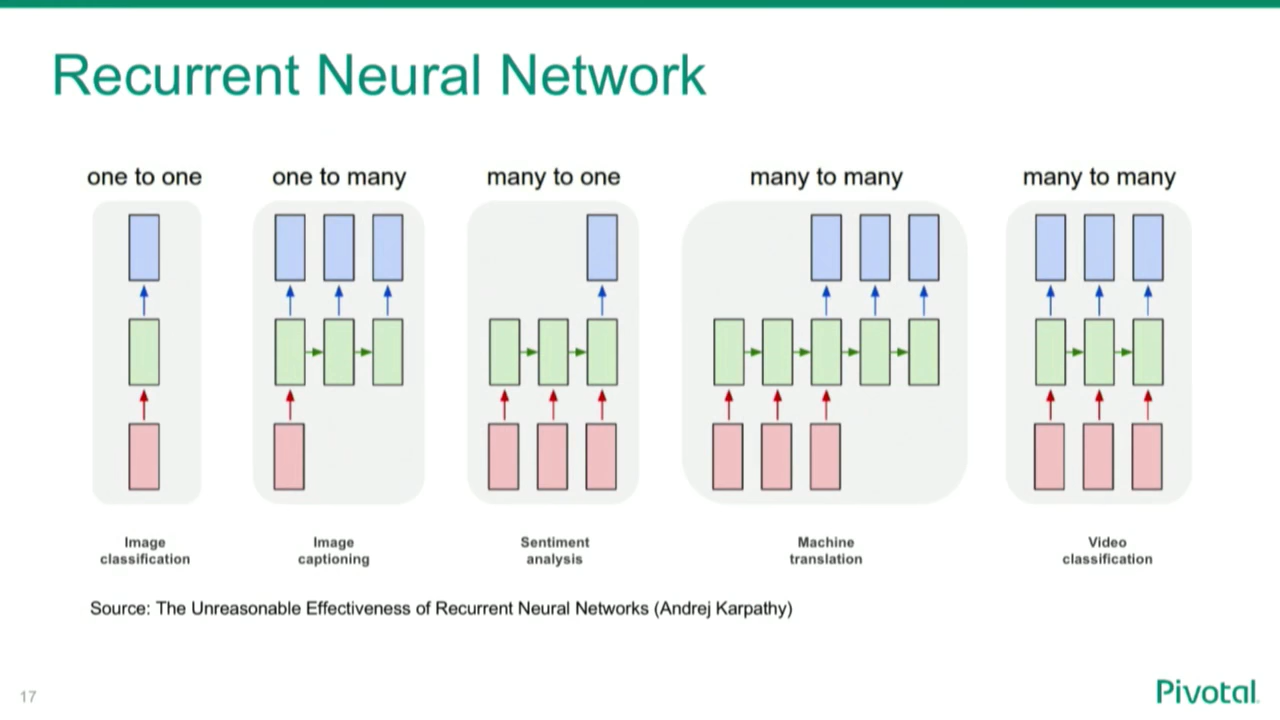 Recurrent Neural Network
one to one
one to many
many to one
many to many
many to many
Image
classification
Image
captioning
Sentiment
analysis
Machine
translation
Video
classification
Source: The Unreasonable Effectiveness of Recurrent Neural Networks (Andrej Karpathy)
17
Pivotal